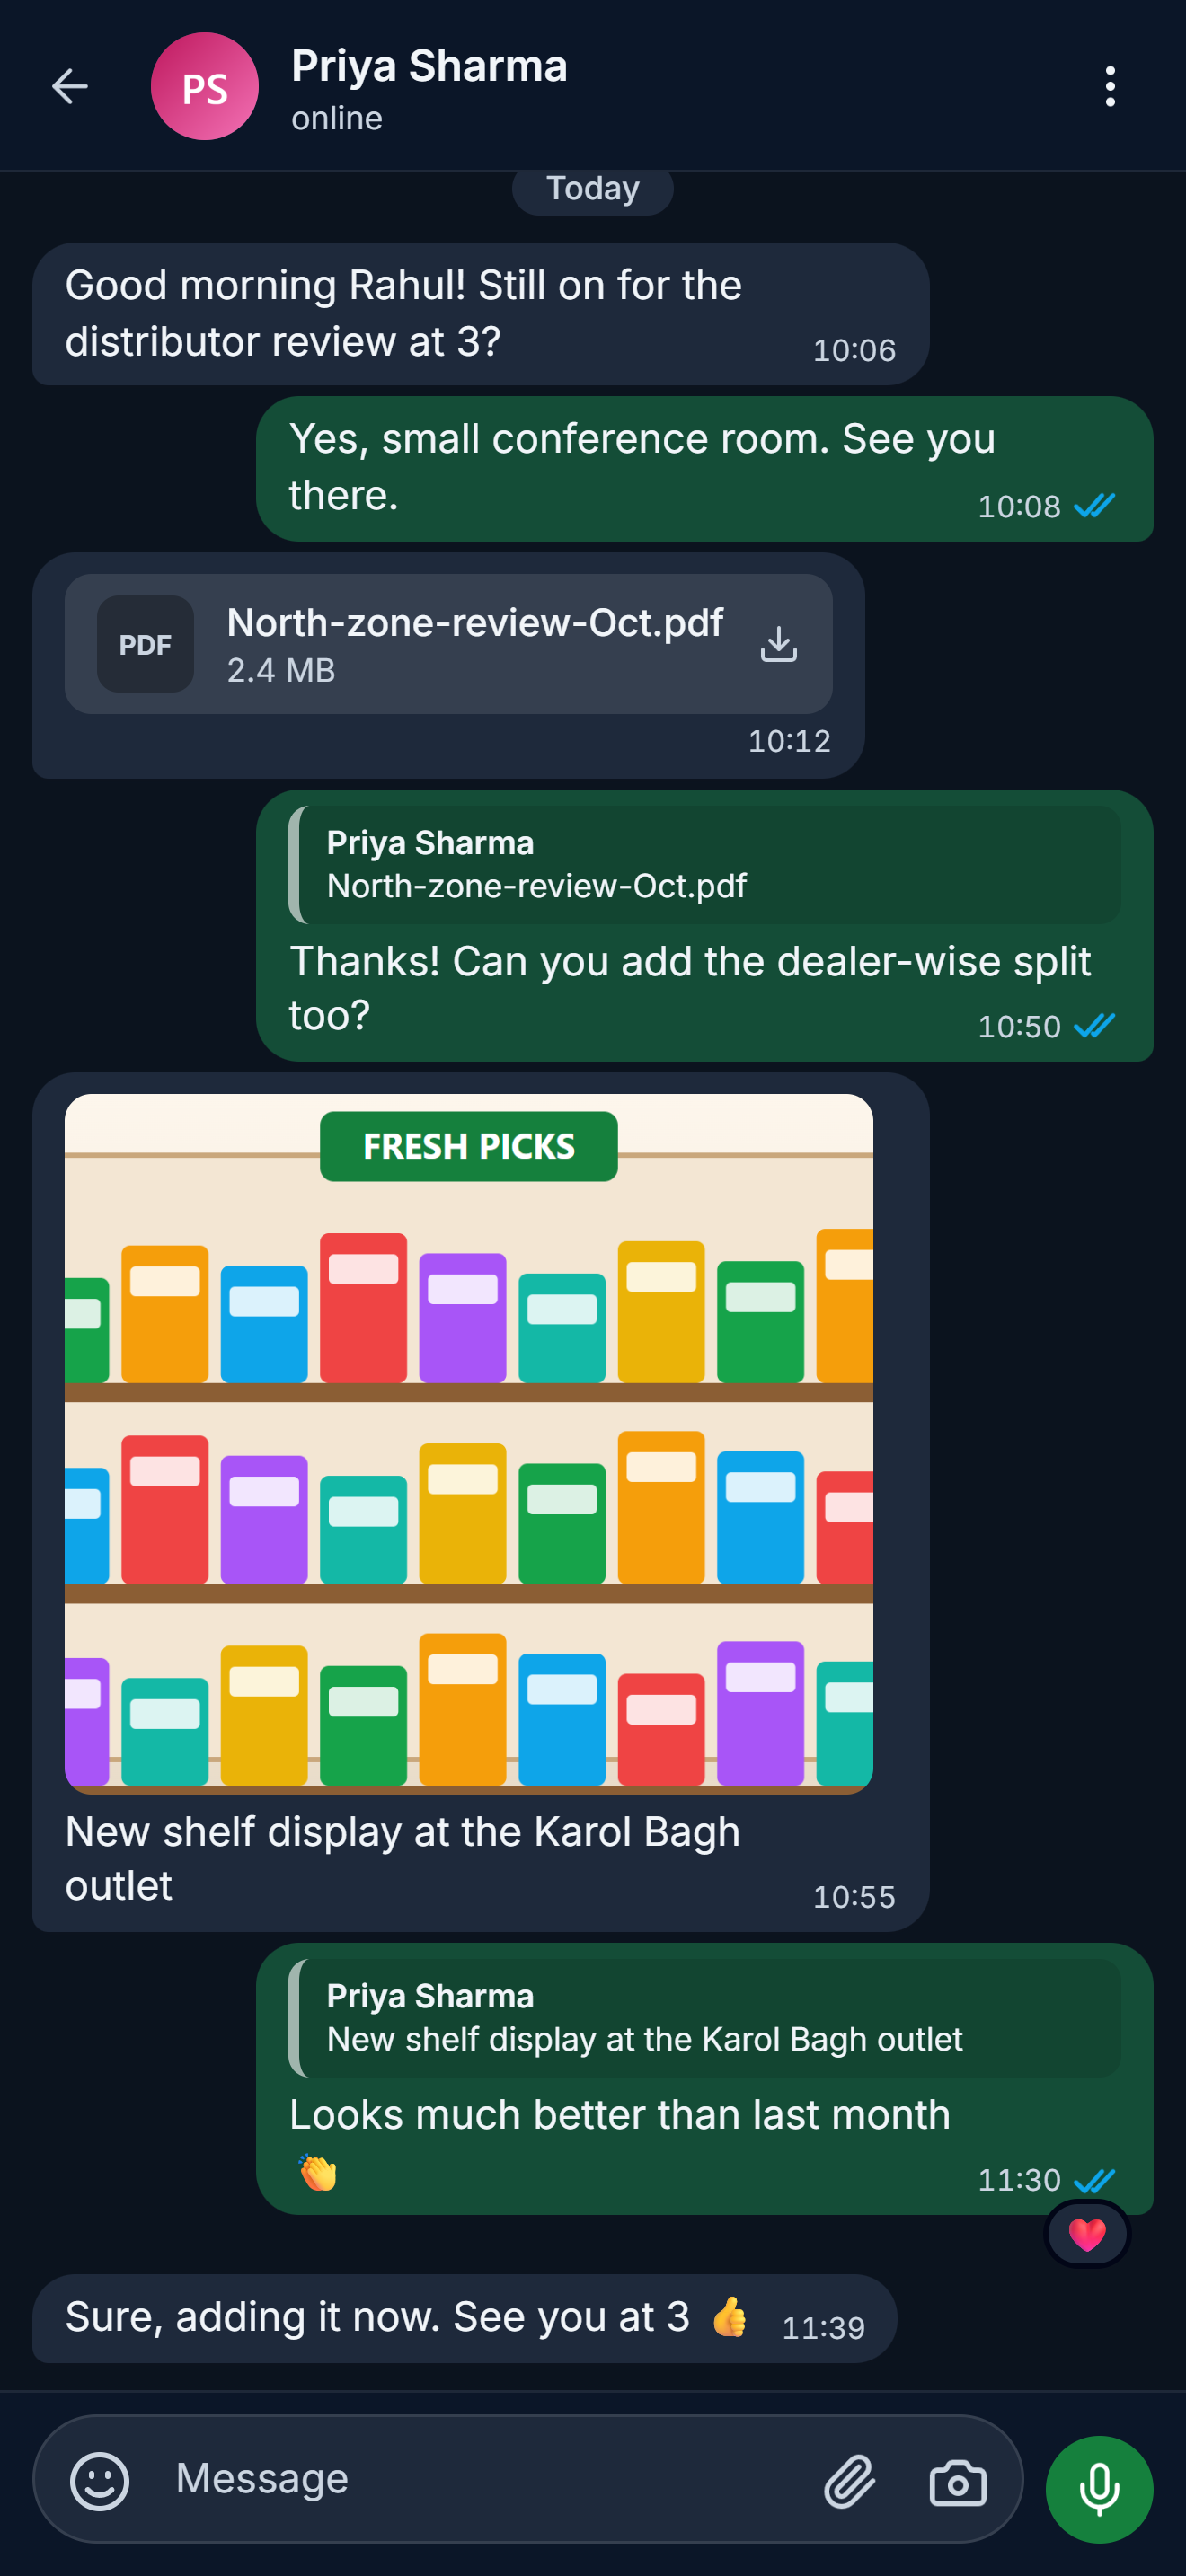 PS
Priya Sharma
online
Today
Good morning Rahul! Still on for the
distributor review at 3?
10:06
Yes, small conference room. See you
there.
10:08
PDF
North-zone-review-Oct.pdf
2.4 MB
10:12
Priya Sharma
North-zone-review-Oct.pdf
Thanks! Can you add the dealer-wise split
too?
10:50
FRESH PICKS
New shelf display at the Karol Bagh
outlet
10:55
Priya Sharma
New shelf display at the Karol Bagh outlet
Looks much better than last month
👏
11:30
❤️
Sure, adding it now. See you at 3 👍
11:39
Message